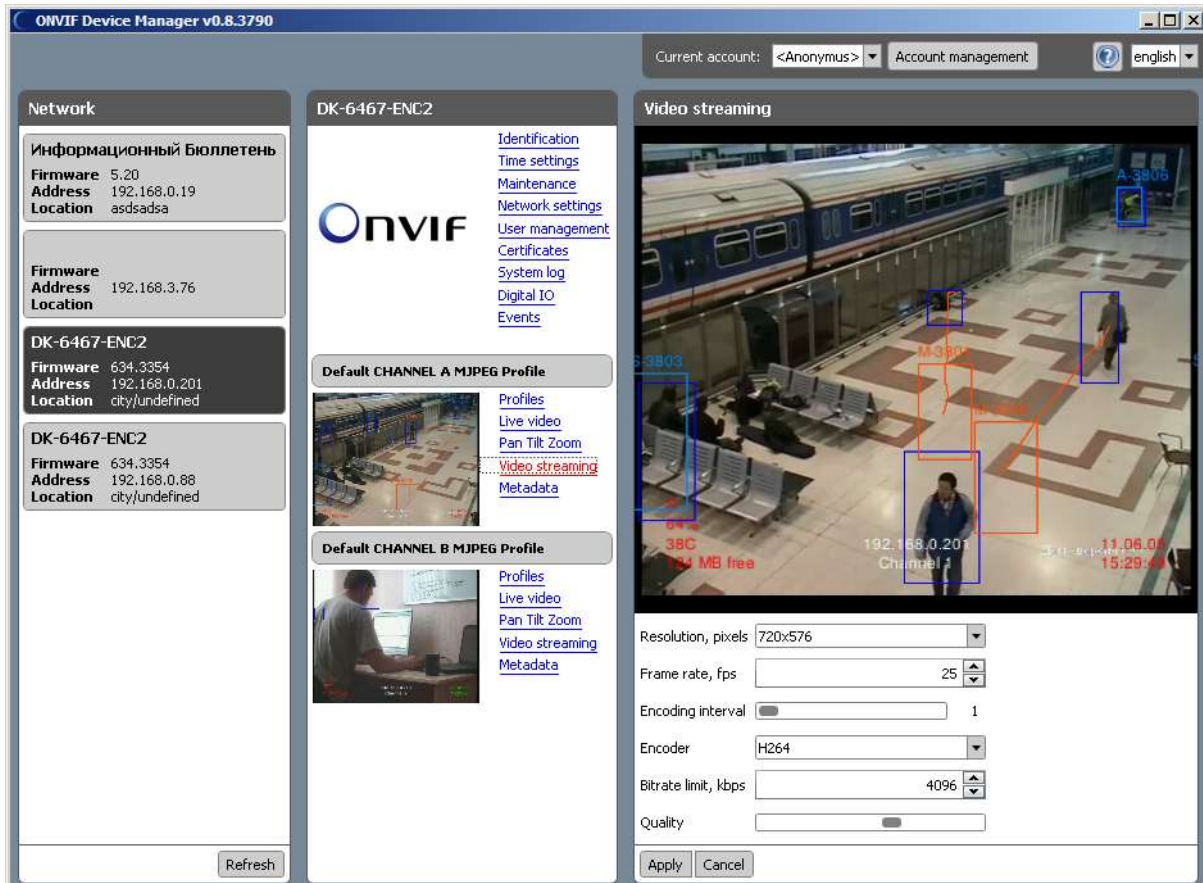 ONVIF Device Manager v0.8.3790
Current account: <Anonymus> Account management english
Network
Информационный Бюллетень
Firmware 5.20
Address 192.168.0.19
Location asdsadsa
Firmware
Address 192.168.3.76
Location
DK-6467-ENC2
Firmware 634.3354
Address 192.168.0.201
Location city/undefined
DK-6467-ENC2
Firmware 634.3354
Address 192.168.0.88
Location city/undefined
Refresh
DK-6467-ENC2
ONVIF
Identification
Time settings
Maintenance
Network settings
User management
Certificates
System log
Digital IO
Events
Default CHANNEL A MJPEG Profile
Profiles
Live video
Pan Tilt Zoom
Video streaming
Metadata
Default CHANNEL B MJPEG Profile
Profiles
Live video
Pan Tilt Zoom
Video streaming
Metadata
Video streaming
A-3806
S-3803
64%
38C
MB free
192.168.0.201
Channel 1
Resolution, pixels 720x576
Frame rate, fps 25
Encoding interval 1
Encoder H264
Bitrate limit, kbps 4096
Quality
Apply Cancel